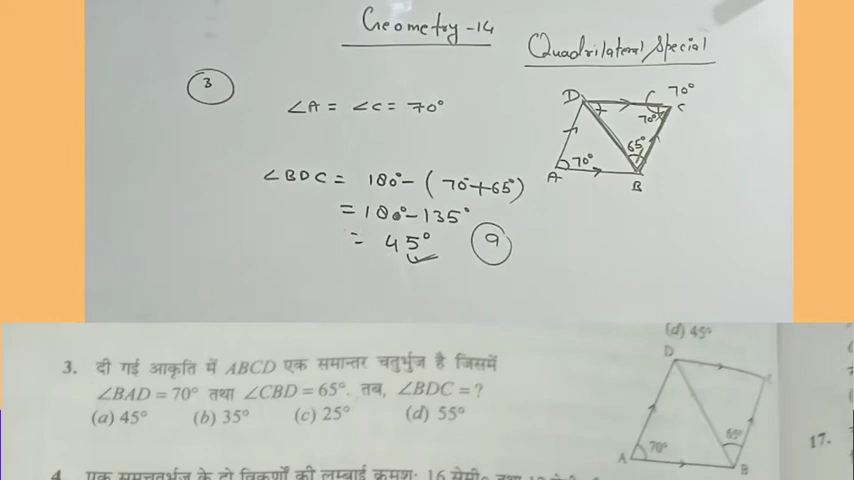 Geometry-14
Quadrilateral Special
3
∠A = ∠C = 70°
∠BDC = 180° - (70°+65°)
= 180° - 135°
= 45°
9
D
C
70°
70°
65°
A
70°
B
(d) 45°
3. दी गई आकृति में ABCD एक समान्तर चतुर्भुज है जिसमें
∠BAD = 70° तथा ∠CBD = 65°. तब, ∠BDC = ?
(a) 45° (b) 35° (c) 25° (d) 55°
D
65°
A
70°
B
17.
4 एक समचतुर्भुज के दो विकर्णों की लम्बाई क्रमशः 16 सेमी०